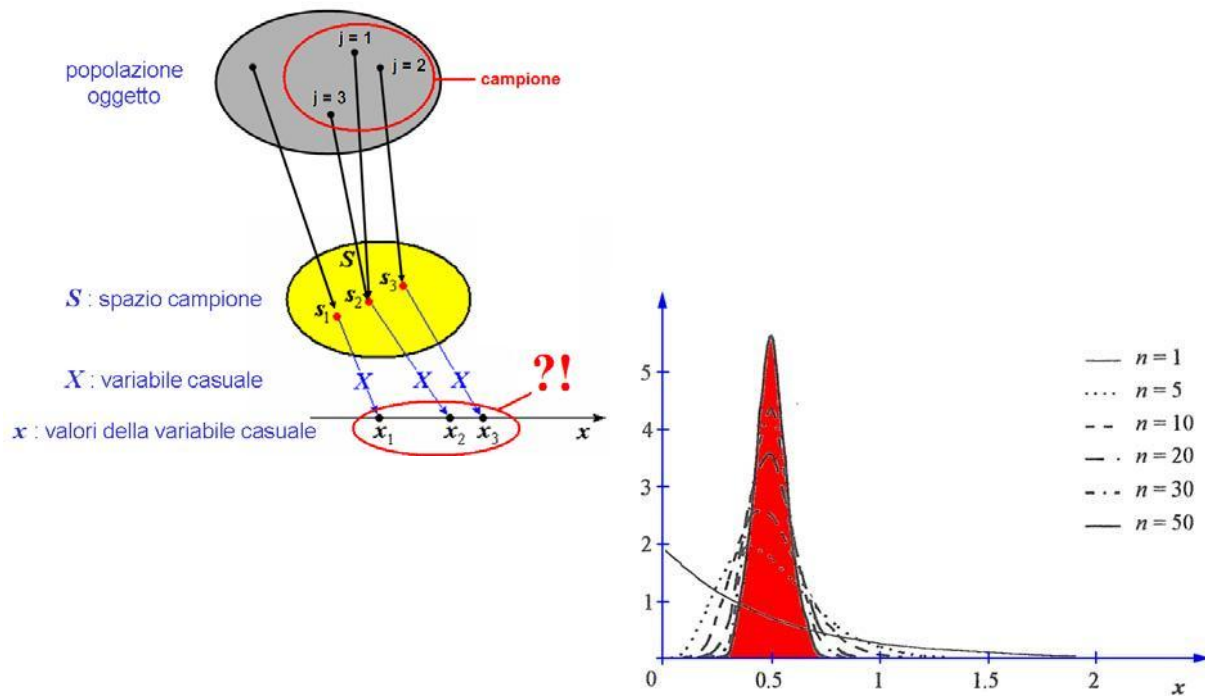 popolazione
oggetto
j = 1
j = 2
j = 3
campione
S
s1
s2
s3
S : spazio campione
X : variabile casuale
X
X
X
?!
x : valori della variabile casuale
x1
x2
x3
x
5
4
3
2
1
0
0.5
1
1.5
2
x
n = 1
n = 5
n = 10
n = 20
n = 30
n = 50